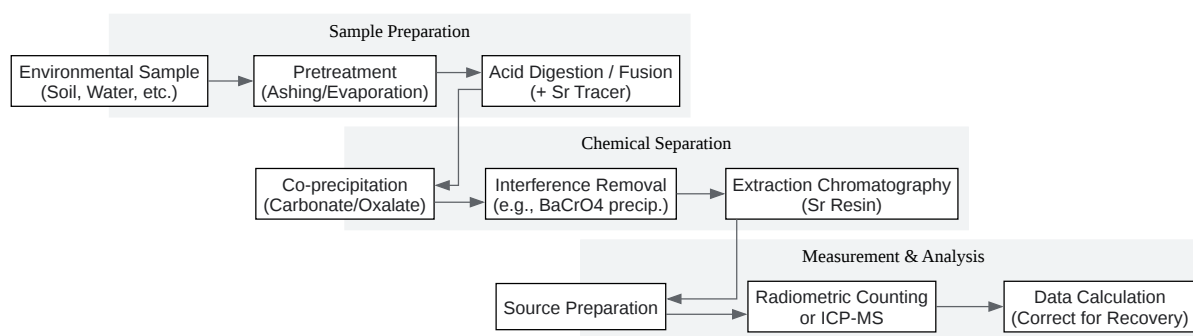 Sample Preparation
Environmental Sample
(Soil, Water, etc.)
Pretreatment
(Ashing/Evaporation)
Acid Digestion / Fusion
(+ Sr Tracer)
Chemical Separation
Co-precipitation
(Carbonate/Oxalate)
Interference Removal
(e.g., BaCrO4 precip.)
Extraction Chromatography
(Sr Resin)
Measurement & Analysis
Source Preparation
Radiometric Counting
or ICP-MS
Data Calculation
(Correct for Recovery)